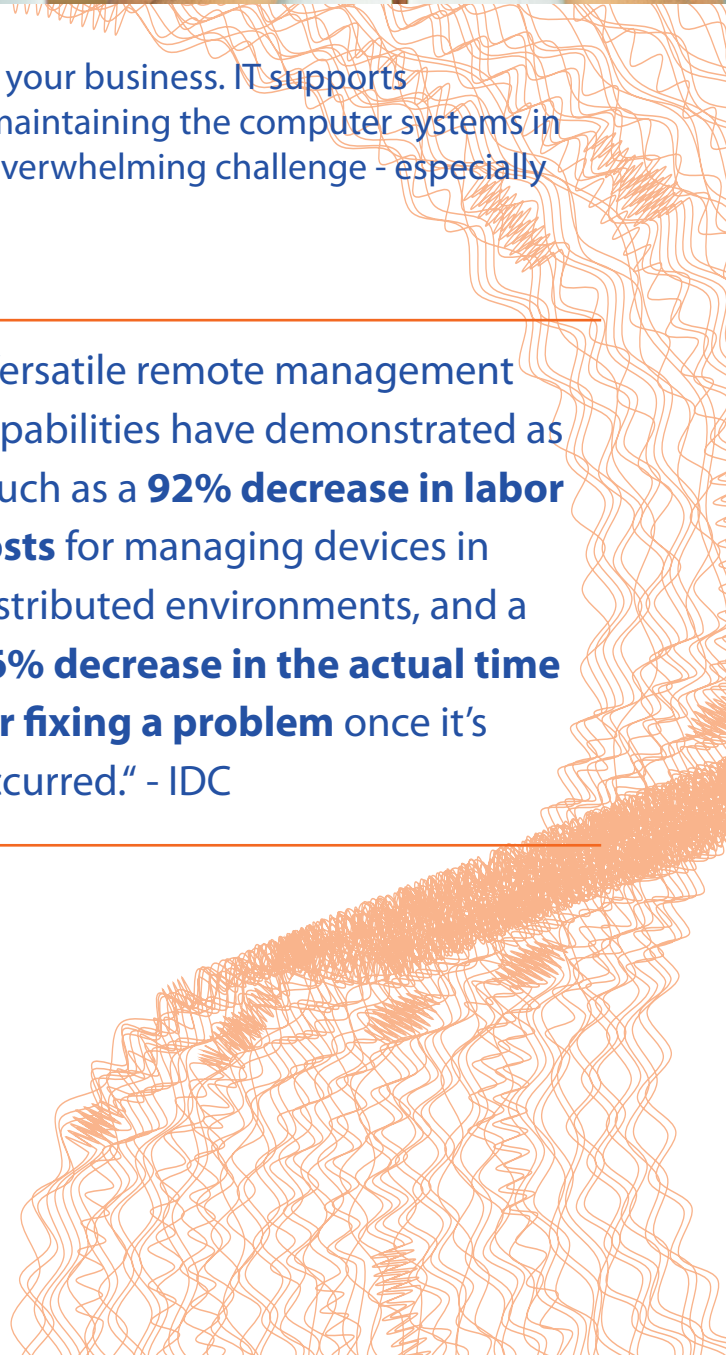 your business. IT supports
maintaining the computer systems in
verwhelming challenge - especially
ersatile remote management
pabilities have demonstrated as
uch as a 92% decrease in labor
osts for managing devices in
stributed environments, and a
6% decrease in the actual time
r fixing a problem once it's
curred.“ - IDC